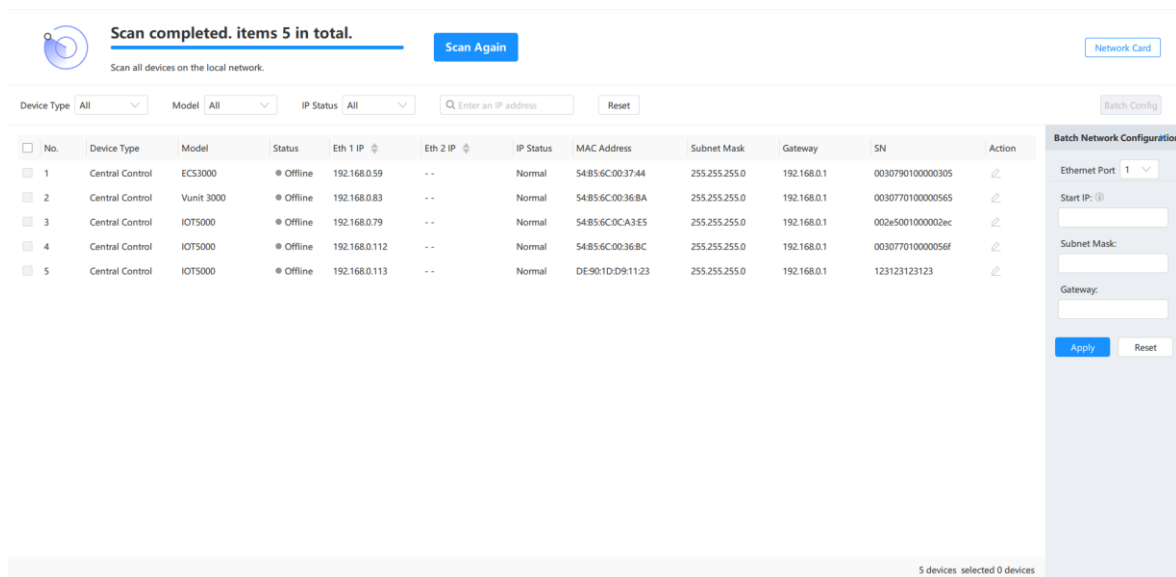 Scan completed. items 5 in total.
Scan Again
Network Card
Scan all devices on the local network.
Device Type All Model All IP Status All Enter an IP address Reset Batch Config
No. Device Type Model Status Eth 1 IP Eth 2 IP IP Status MAC Address Subnet Mask Gateway SN Action
1 Central Control ECS3000 Offline 192.168.0.59 - - Normal 54:B5:6C:00:37:44 255.255.255.0 192.168.0.1 0030790100000305
2 Central Control Vunit 3000 Offline 192.168.0.83 - - Normal 54:B5:6C:00:36:BA 255.255.255.0 192.168.0.1 0030770100000565
3 Central Control IOT5000 Offline 192.168.0.79 - - Normal 54:B5:6C:0C:A3:E5 255.255.255.0 192.168.0.1 002e5001000002ec
4 Central Control IOT5000 Offline 192.168.0.112 - - Normal 54:B5:6C:00:36:BC 255.255.255.0 192.168.0.1 003077010000056f
5 Central Control IOT5000 Offline 192.168.0.113 - - Normal DE:90:1D:D9:11:23 255.255.255.0 192.168.0.1 123123123123
Batch Network Configuration
Ethernet Port 1
Start IP:
Subnet Mask:
Gateway:
Apply Reset
5 devices selected 0 devices